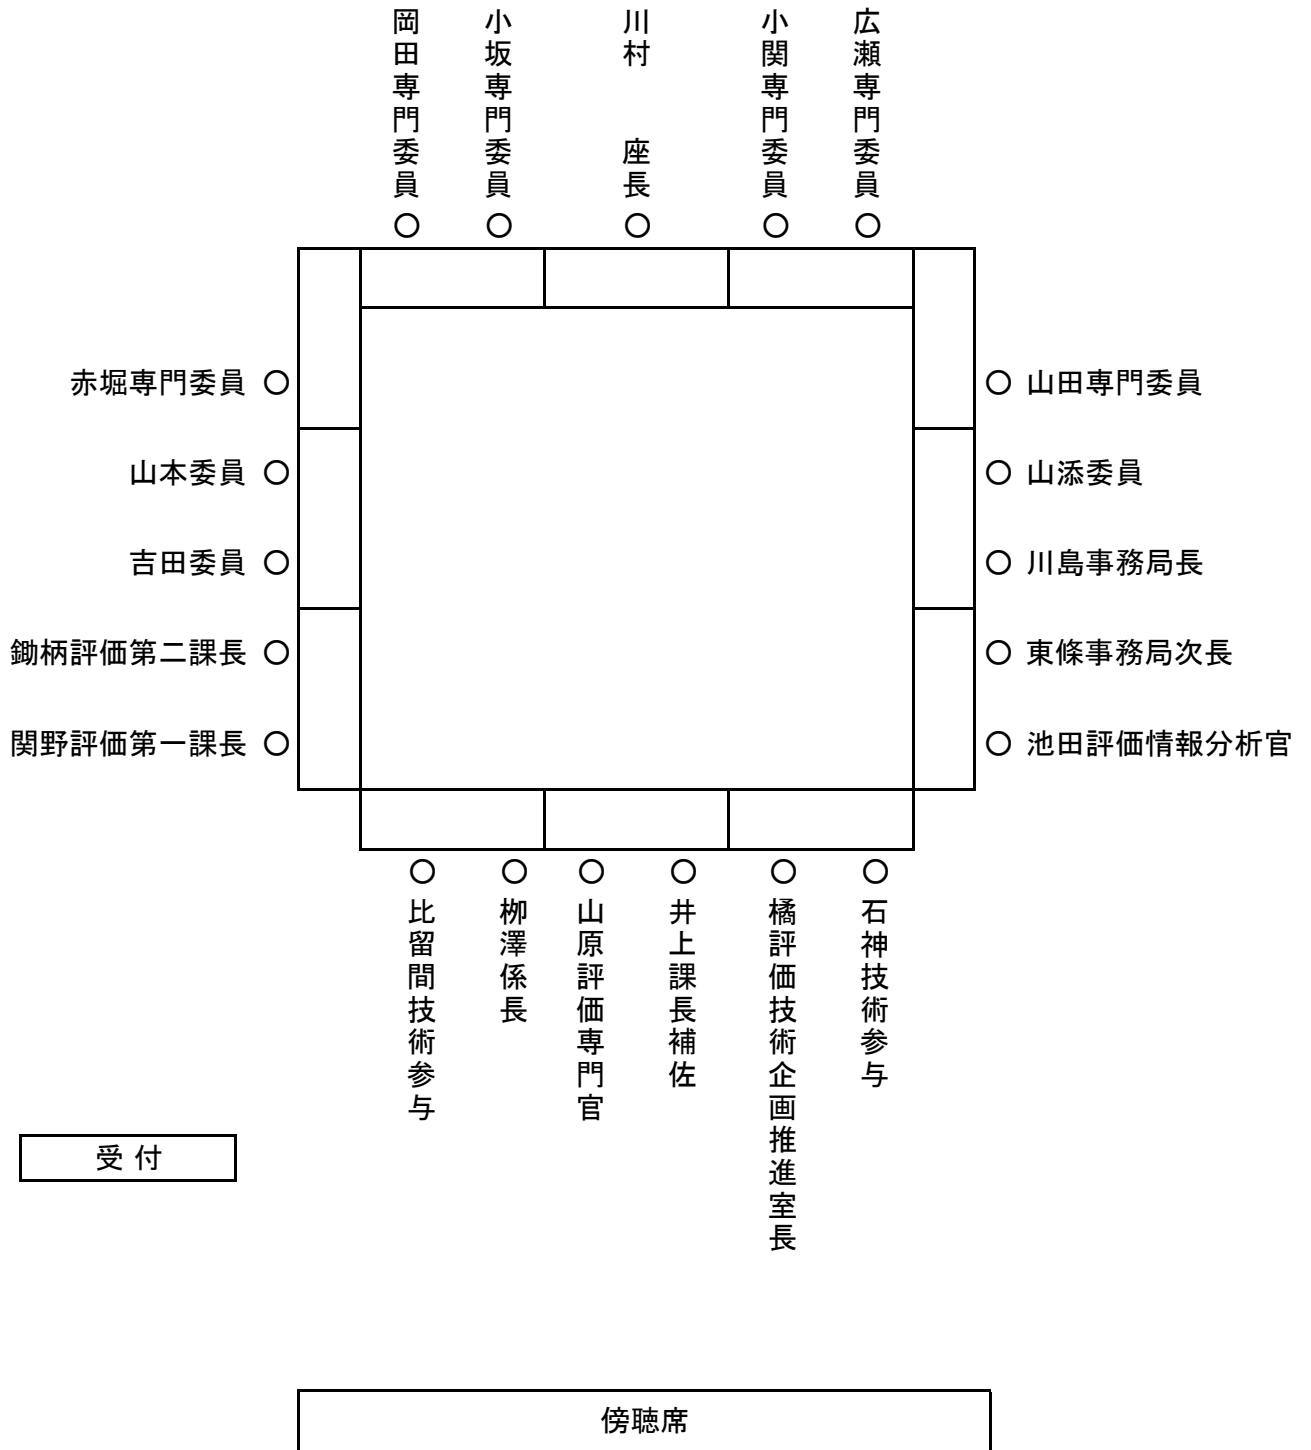 岡田専門委員
小坂専門委員
川村　座長
小関専門委員
広瀬専門委員
赤堀専門委員
山田専門委員
山本委員
山添委員
吉田委員
川島事務局長
鋤柄評価第二課長
東條事務局次長
関野評価第一課長
池田評価情報分析官
比留間技術参与
栁澤係長
山原評価専門官
井上課長補佐
橘評価技術企画推進室長
石神技術参与
受付
傍聴席